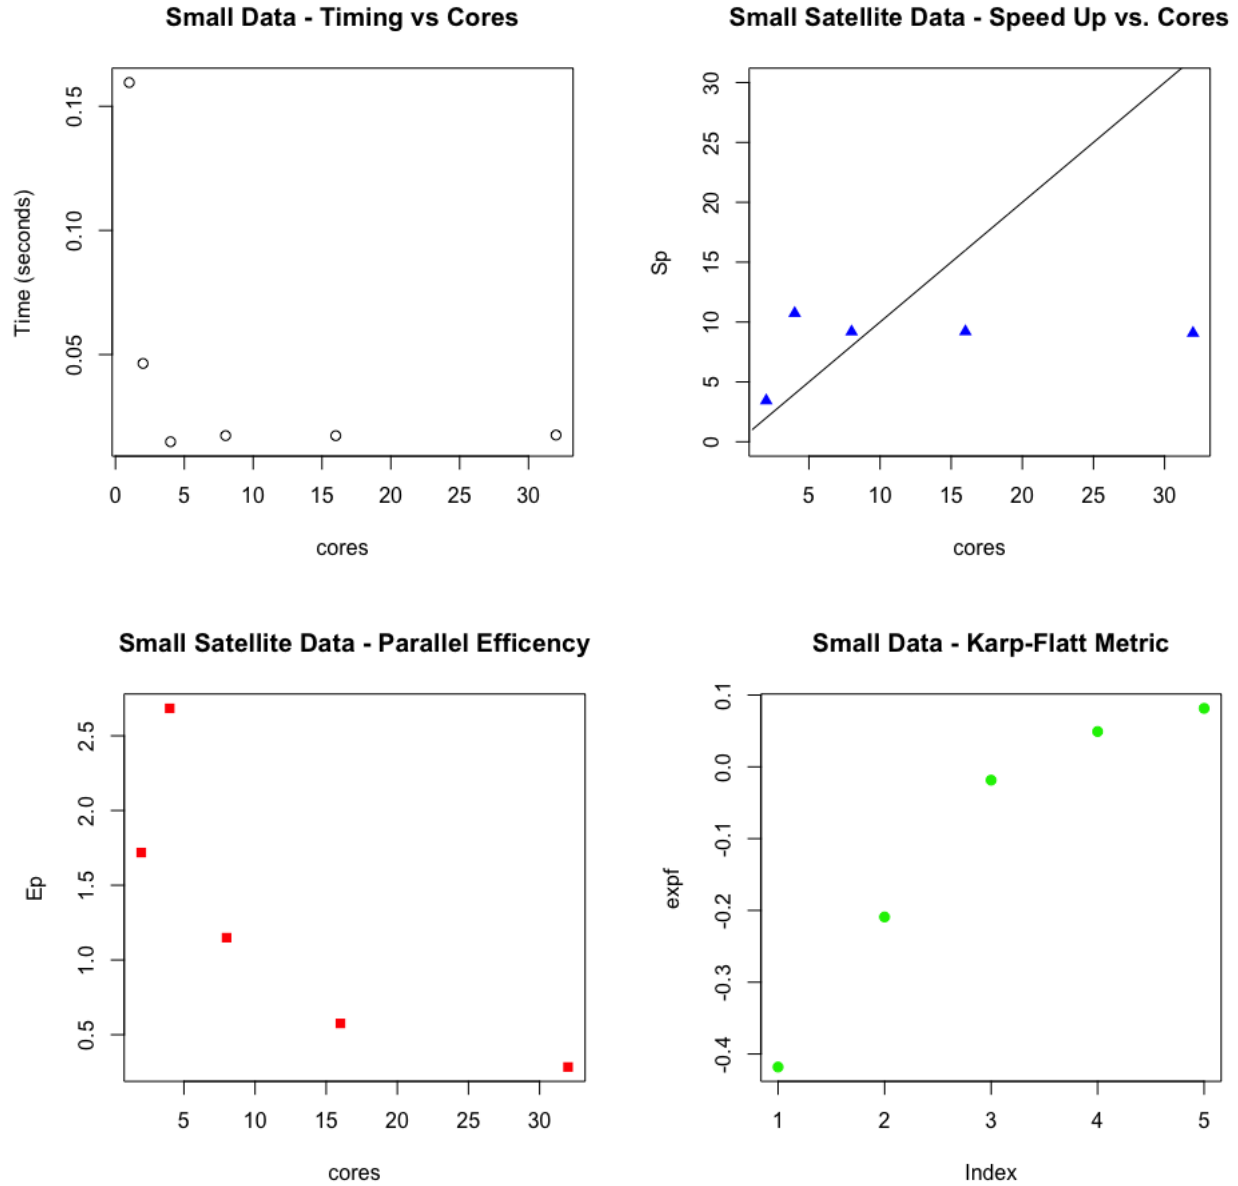 Small Data - Timing vs Cores
Time (seconds)
0.15
0.10
0.05
0 5 10 15 20 25 30
cores
Small Satellite Data - Speed Up vs. Cores
Sp
30
25
20
15
10
5
0
5 10 15 20 25 30
cores
Small Satellite Data - Parallel Efficency
Ep
2.5
2.0
1.5
1.0
0.5
5 10 15 20 25 30
cores
Small Data - Karp-Flatt Metric
expf
0.1
0.0
-0.1
-0.2
-0.3
-0.4
1 2 3 4 5
Index